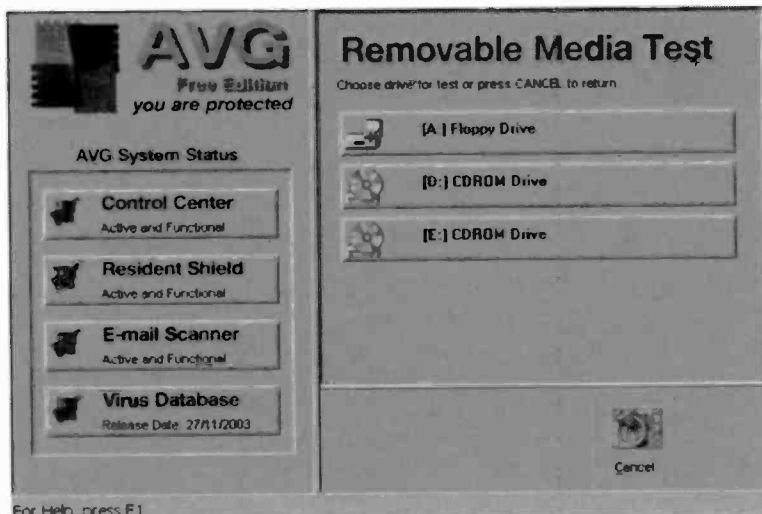 AVG
Free Edition
you are protected
AVG System Status
Control Center
Active and Functional
Resident Shield
Active and Functional
E-mail Scanner
Active and Functional
Virus Database
Release Date: 27/11/2003
Removable Media Test
Choose drive for test or press CANCEL to return
[A:] Floppy Drive
[D:] CDROM Drive
[E:] CDROM Drive
Cancel
For Help, press F1